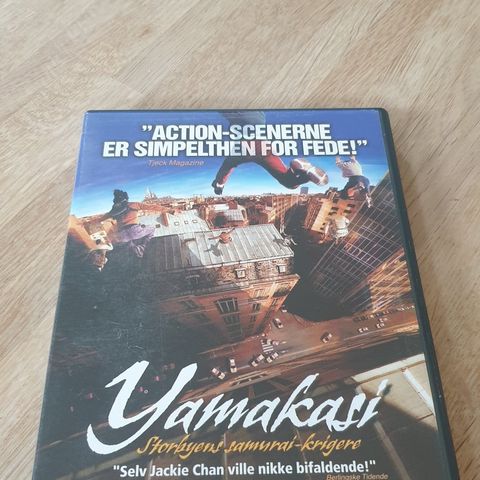 "ACTION-SCENERNE
ER SIMPELTHEN FOR FEDE!"
Tjeck Magazine
Yamakasi
Storbyens samurai-krigere
"Selv Jackie Chan ville nikke bifaldende!"
Berlingske Tidende